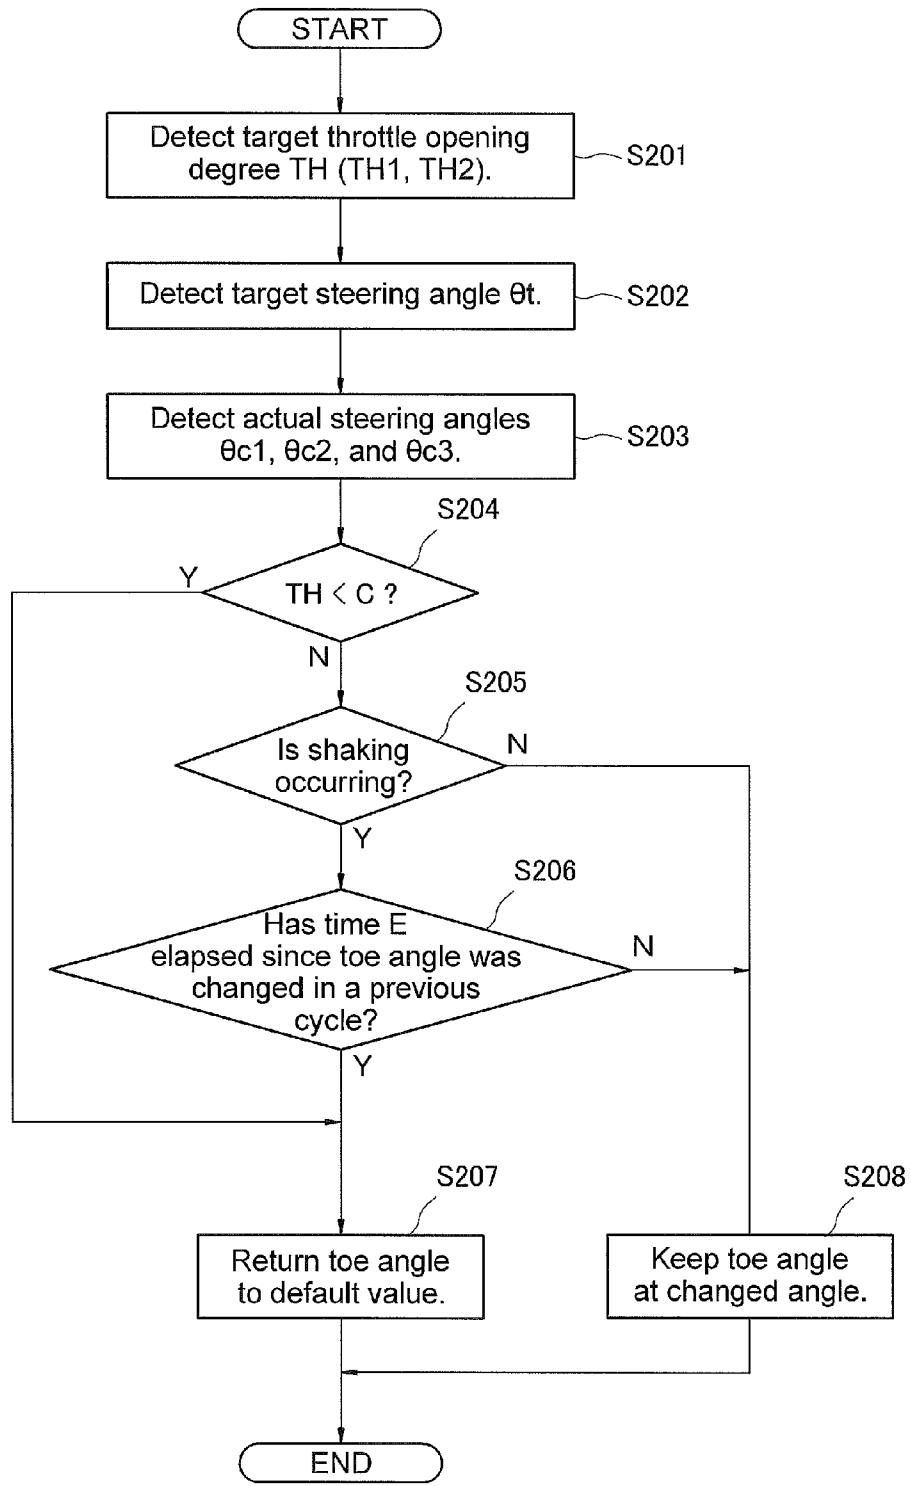 START
Detect target throttle opening
degree TH (TH1, TH2).
S201
Detect target steering angle θt.
S202
Detect actual steering angles
θc1, θc2, and θc3.
S203
S204
Y
TH < C ?
N
S205
Is shaking
occurring?
N
Y
S206
Has time E
elapsed since toe angle was
changed in a previous
cycle?
N
Y
S207
Return toe angle
to default value.
S208
Keep toe angle
at changed angle.
END